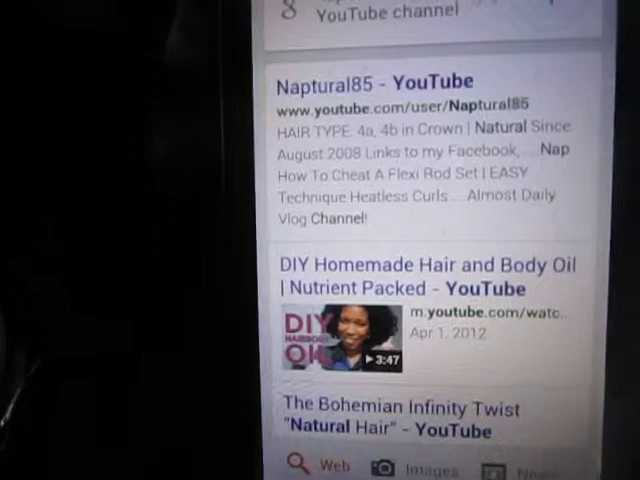 8
YouTube channel
Naptural85 - YouTube
www.youtube.com/user/Naptural85
HAIR TYPE: 4a, 4b in Crown | Natural Since
August 2008 Links to my Facebook, ... Nap
How To Cheat A Flexi Rod Set | EASY
Technique Heatless Curls ... Almost Daily
Vlog Channel!
DIY Homemade Hair and Body Oil
| Nutrient Packed - YouTube
DIY
HAIR&BODY
OIL
3:47
m.youtube.com/watc...
Apr 1, 2012
The Bohemian Infinity Twist
"Natural Hair" - YouTube
Web
Images